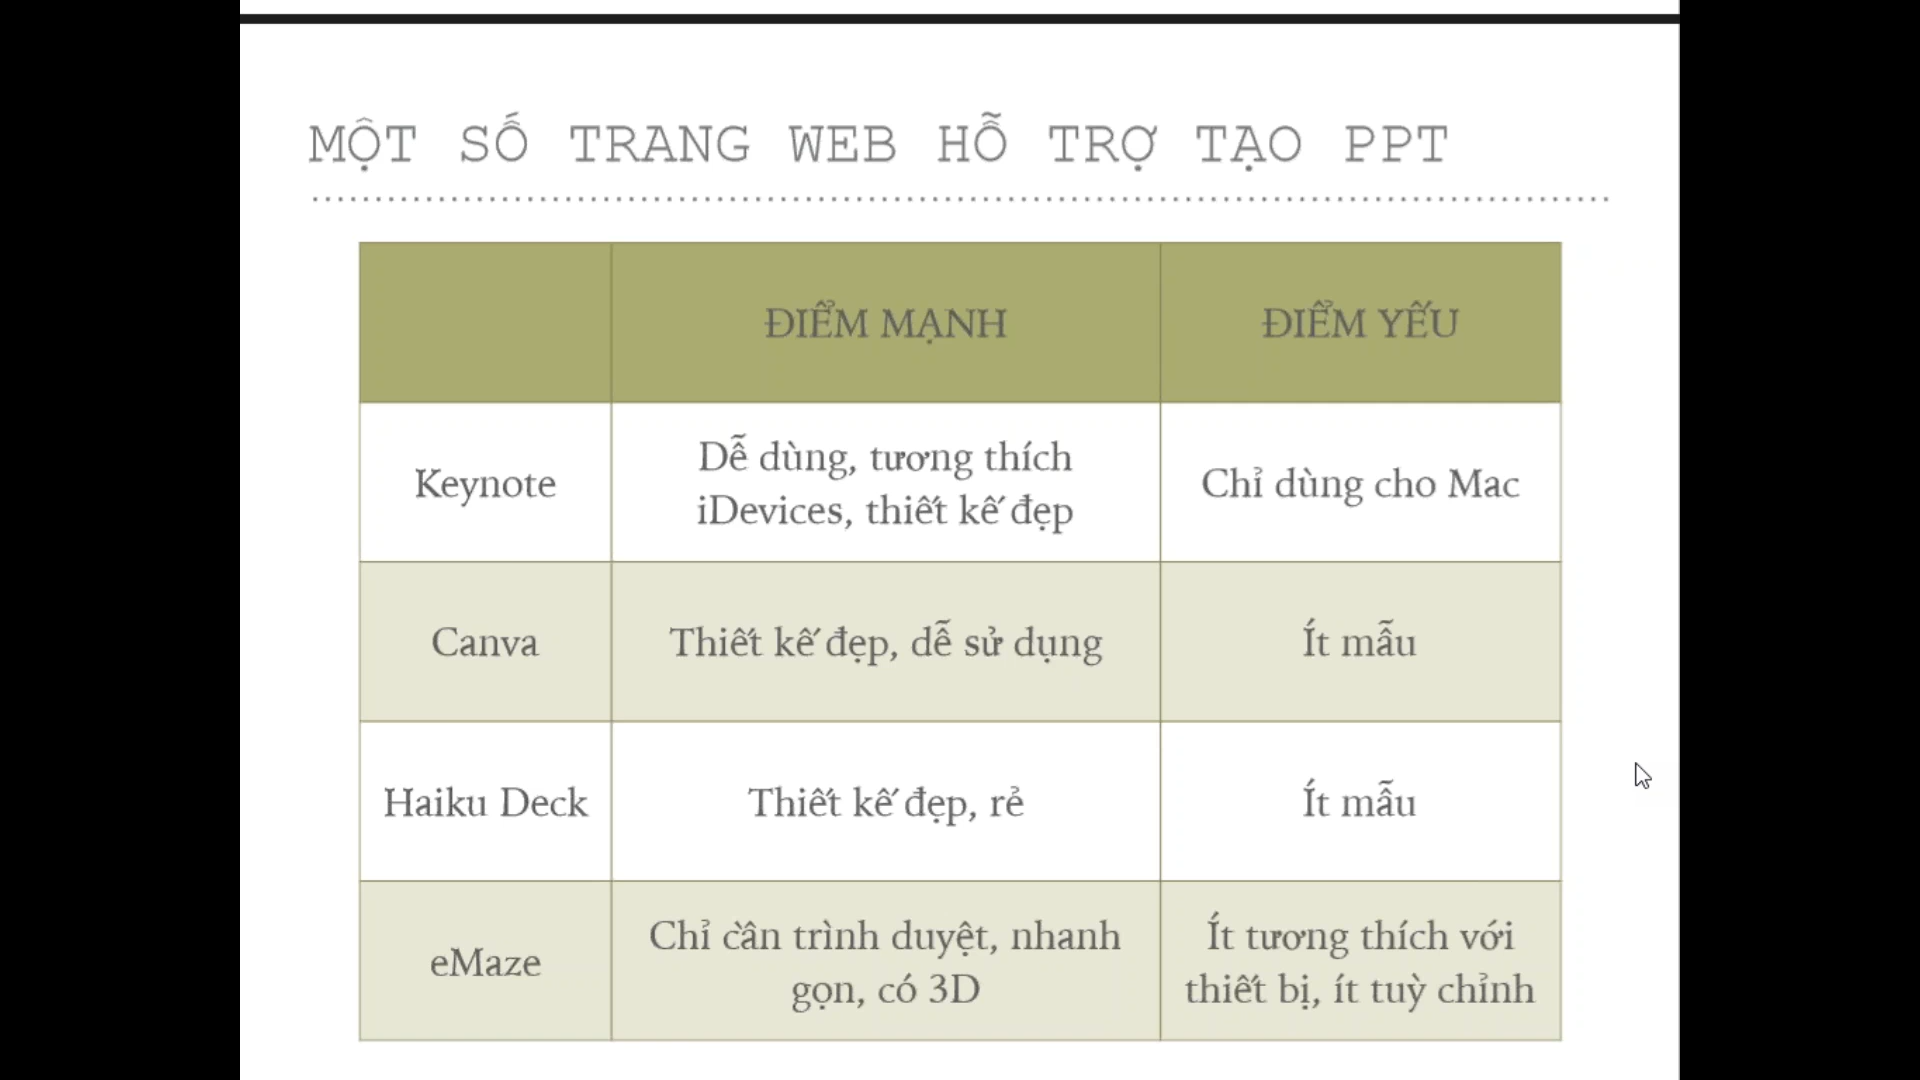 MỘT SỐ TRANG WEB HỖ TRỢ TẠO PPT
ĐIỂM MẠNH
ĐIỂM YẾU
Keynote
Dễ dùng, tương thích
iDevices, thiết kế đẹp
Chỉ dùng cho Mac
Canva
Thiết kế đẹp, dễ sử dụng
Ít mẫu
Haiku Deck
Thiết kế đẹp, rẻ
Ít mẫu
eMaze
Chỉ cần trình duyệt, nhanh
gọn, có 3D
Ít tương thích với
thiết bị, ít tuỳ chỉnh